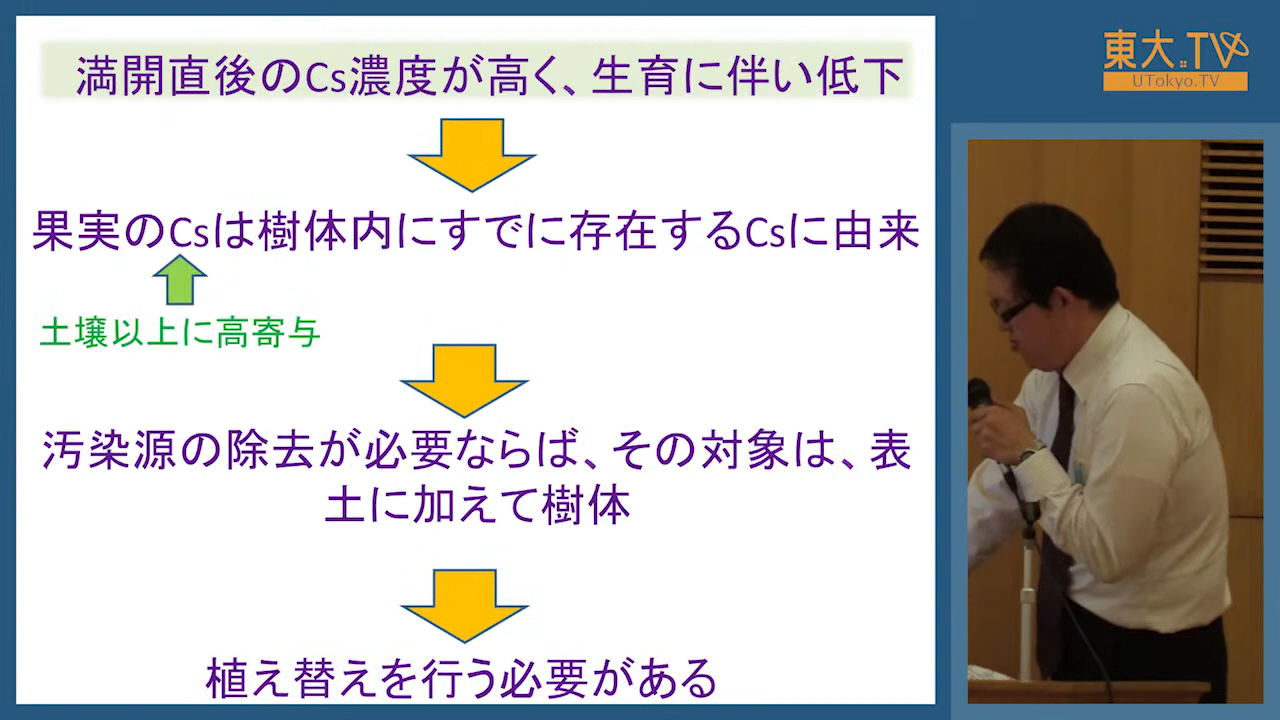 満開直後のCs濃度が高く、生育に伴い低下
果実のCsは樹体内にすでに存在するCsに由来
土壌以上に高寄与
汚染源の除去が必要ならば、その対象は、表
土に加えて樹体
植え替えを行う必要がある
東大.TV
UTokyo.TV